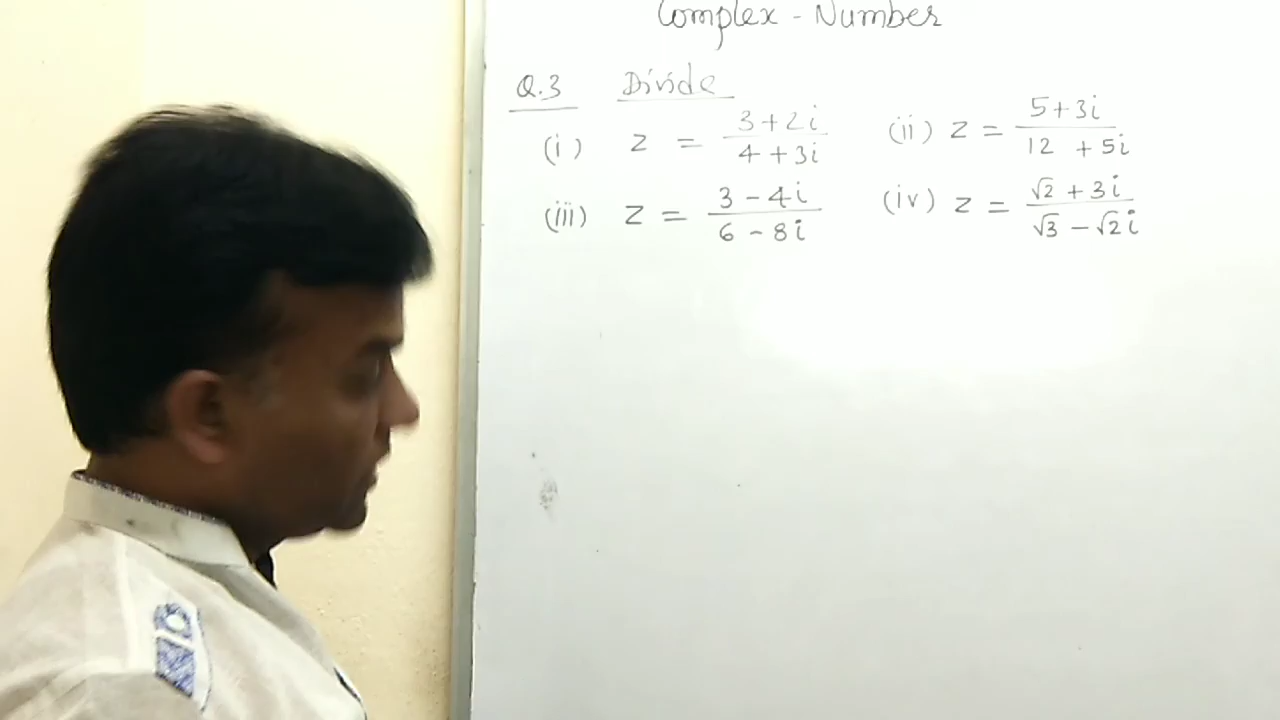 Complex - Number
Q.3 Divide
(i) z = 3+2i / 4+3i (ii) z = 5+3i / 12+5i
(iii) z = 3-4i / 6-8i (iv) z = √2+3i / √3-√2i